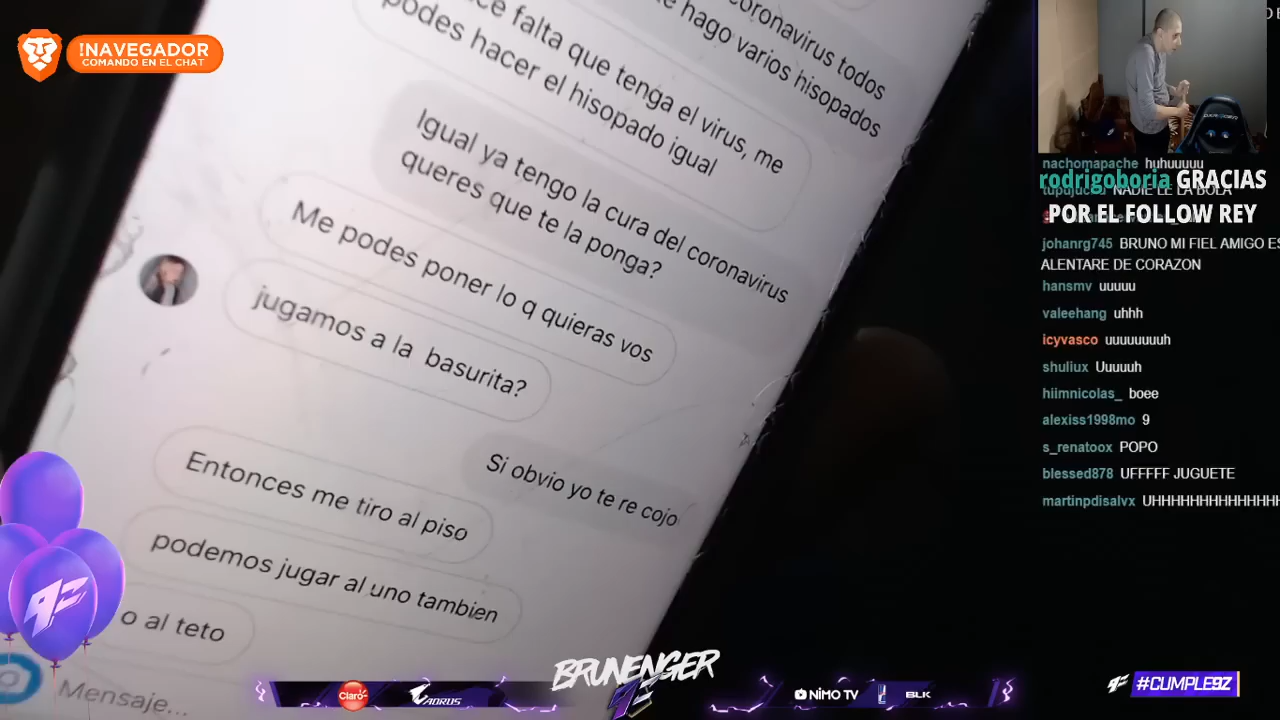 !NAVEGADOR
COMANDO EN EL CHAT
coronavirus todos
hago varios hisopados
falta que tenga el virus, me
podes hacer el hisopado igual
Igual ya tengo la cura del coronavirus
queres que te la ponga?
Me podes poner lo q quieras vos
jugamos a la basurita?
Si obvio yo te re cojo
Entonces me tiro al piso
podemos jugar al uno tambien
o al teto
Mensaje...
nachomapache huhuuuuu
rodrigoboria GRACIAS
NADIE LE LA BOLA
POR EL FOLLOW REY
johanrg745 BRUNO MI FIEL AMIGO ES
ALENTARE DE CORAZON
hansmv uuuuu
valeehang uhhh
icyvasco uuuuuuuuh
shuliux Uuuuuh
hiimnicolas_ boee
alexiss1998mo 9
s_renatoox POPO
blessed878 UFFFFF JUGUETE
martinpdisalvx UHHHHHHHHHHHHHH
BRUNENGER
Claro
AORUS
NIMO TV
BLK
#CUMPLE9Z